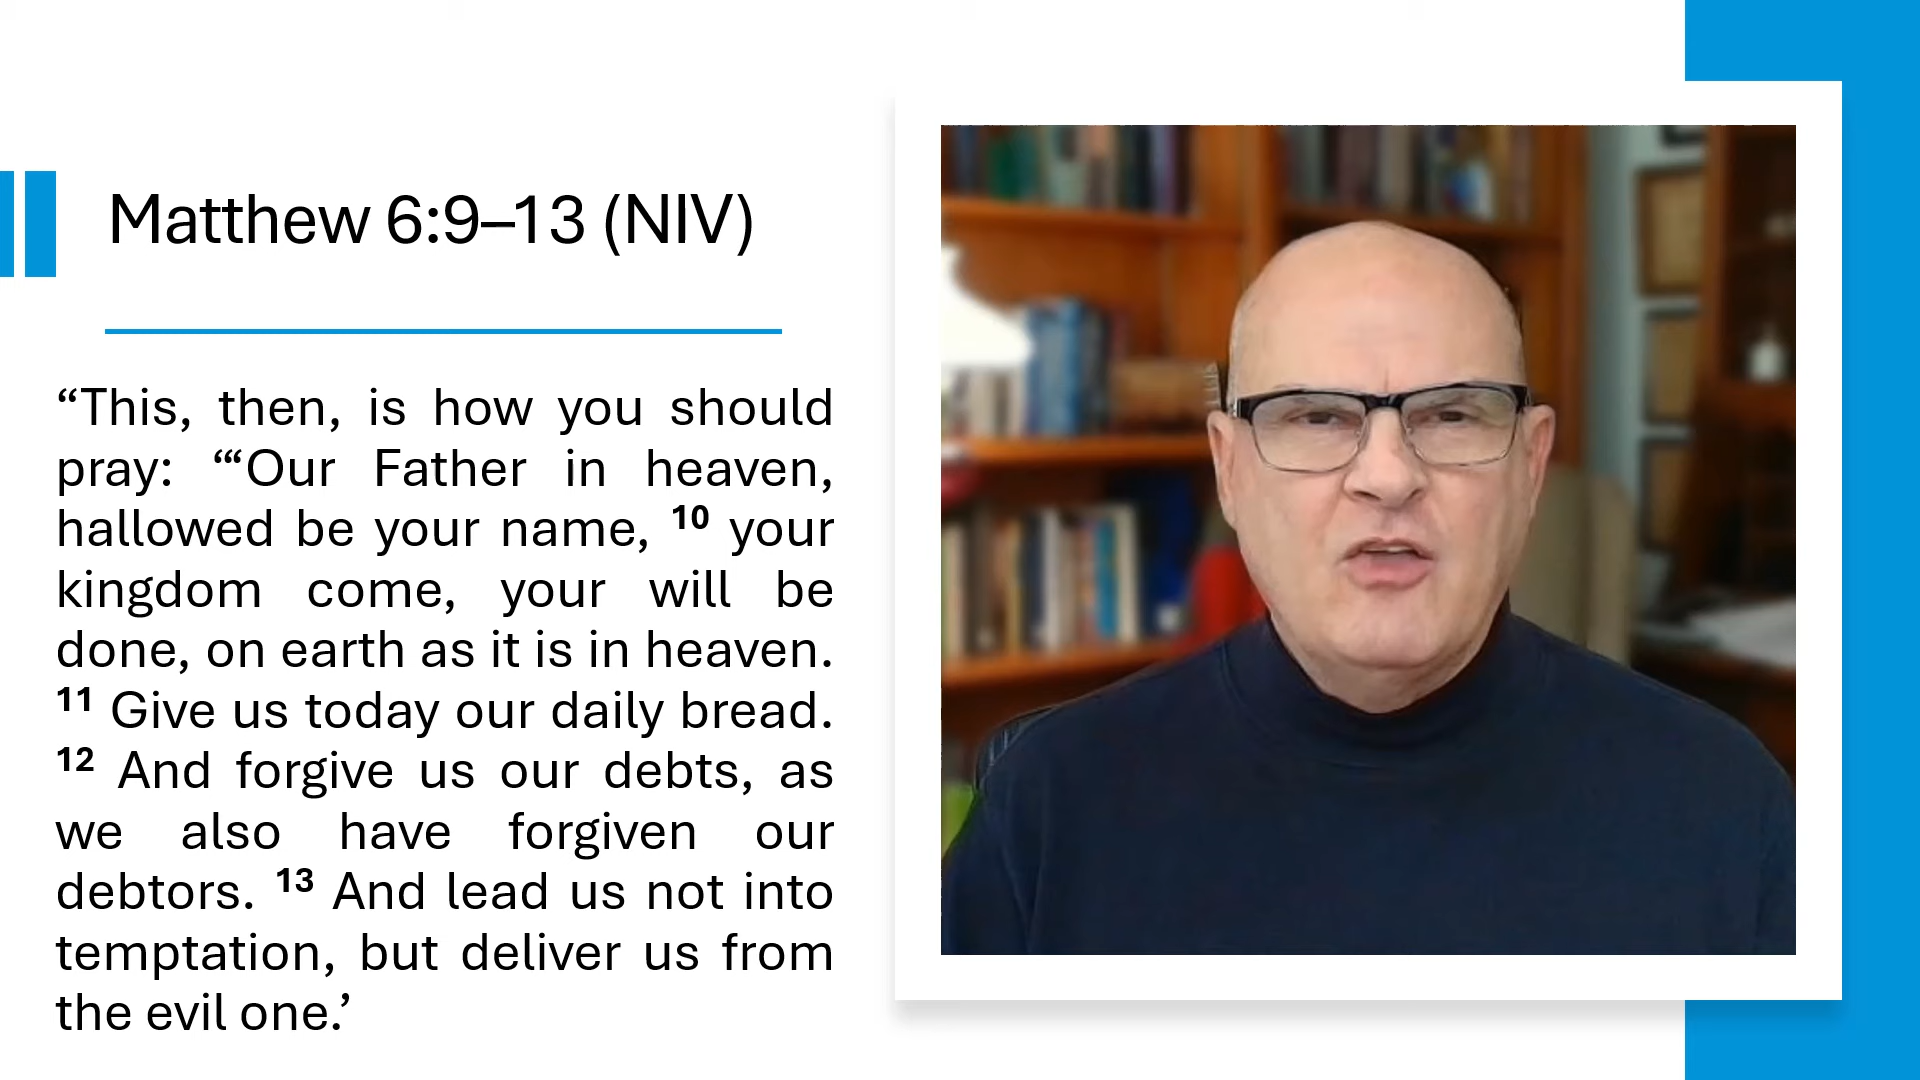 Matthew 6:9–13 (NIV)
“This, then, is how you should
pray: “‘Our Father in heaven,
hallowed be your name, 10 your
kingdom come, your will be
done, on earth as it is in heaven.
11 Give us today our daily bread.
12 And forgive us our debts, as
we also have forgiven our
debtors. 13 And lead us not into
temptation, but deliver us from
the evil one.’